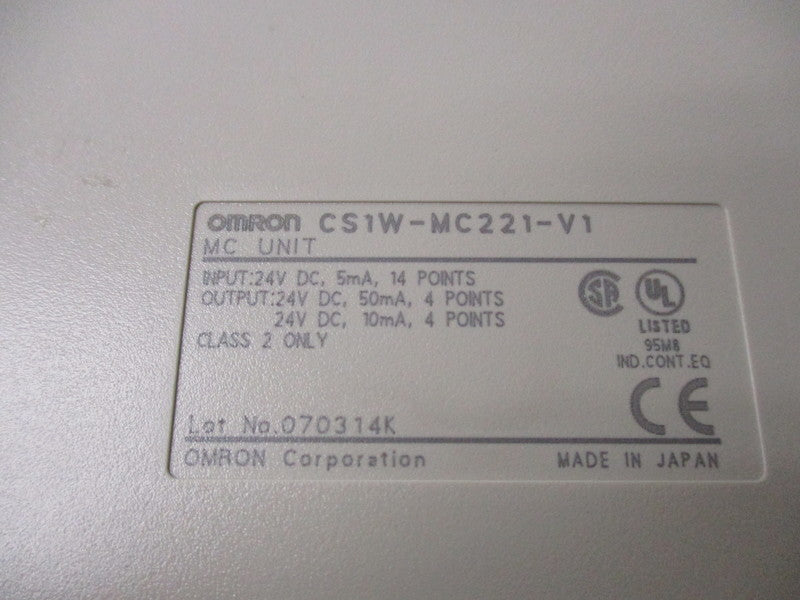 OMRON CS1W-MC221-V1
MC UNIT
INPUT:24V DC, 5mA, 14 POINTS
OUTPUT:24V DC, 50mA, 4 POINTS
24V DC, 10mA, 4 POINTS
CLASS 2 ONLY
SP
UL
LISTED
95M8
IND.CONT.EQ
CE
Lot No.070314K
OMRON Corporation MADE IN JAPAN